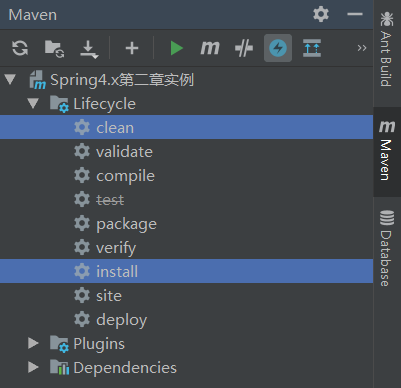 Maven
Spring4.x第二章实例
Lifecycle
clean
validate
compile
test
package
verify
install
site
deploy
Plugins
Dependencies
Ant Build
Maven
Database